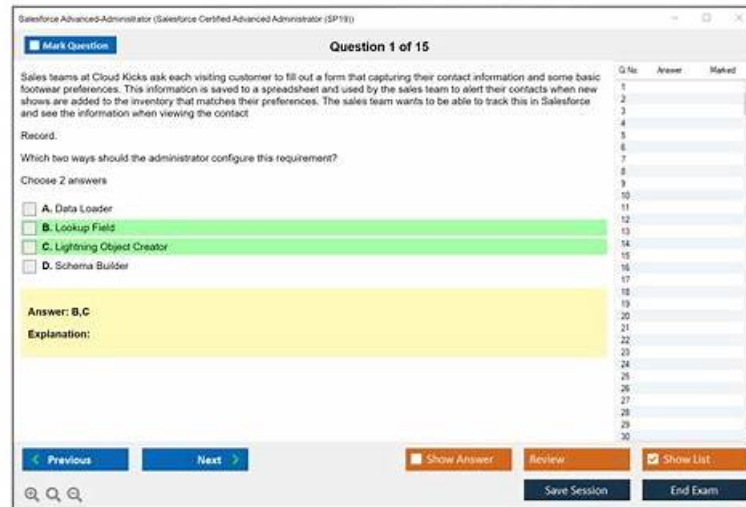 Salesforce Advanced-Administrator (Salesforce Certified Advanced Administrator (SP19))
Mark Question
Question 1 of 15
Sales teams at Cloud Kicks ask each visiting customer to fill out a form that capturing their contact information and some basic
footwear preferences. This information is saved to a spreadsheet and used by the sales team to alert their contacts when new
shows are added to the inventory that matches their preferences. The sales team wants to be able to track this in Salesforce
and see the information when viewing the contact
Record.
Which two ways should the administrator configure this requirement?
Choose 2 answers
A. Data Loader
B. Lookup Field
C. Lightning Object Creator
D. Schema Builder
Answer: B,C
Explanation:
Q.No Answer Marked
1
2
3
4
5
6
7
8
9
10
11
12
13
14
15
16
17
18
19
20
21
22
23
24
25
26
27
28
29
30
Previous
Next
Show Answer
Review
Show List
Save Session
End Exam